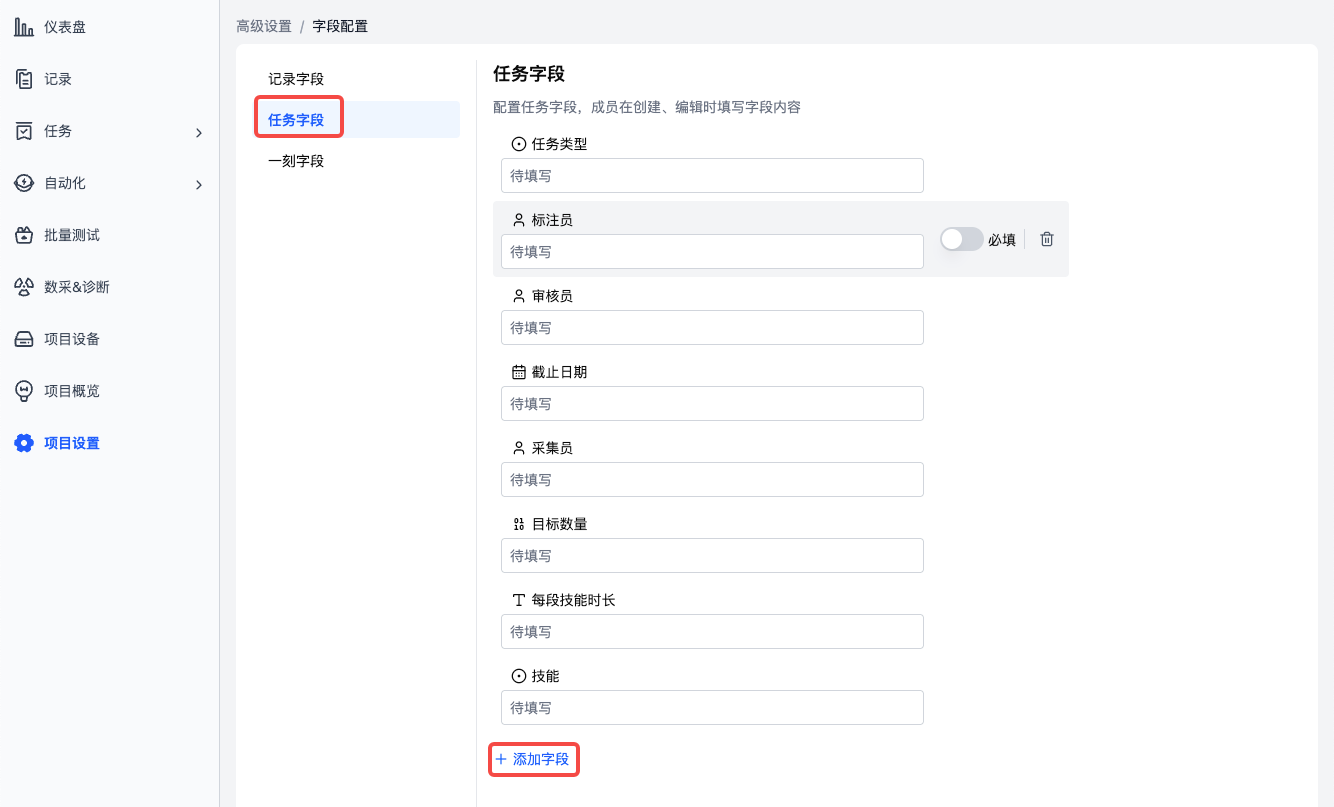 仪表盘
记录
任务
自动化
批量测试
数采&诊断
项目设备
项目概览
项目设置
高级设置 / 字段配置
记录字段
任务字段
一刻字段
任务字段
配置任务字段，成员在创建、编辑时填写字段内容
任务类型
待填写
标注员
待填写
必填
审核员
待填写
截止日期
待填写
采集员
待填写
目标数量
待填写
每段技能时长
待填写
技能
待填写
+ 添加字段